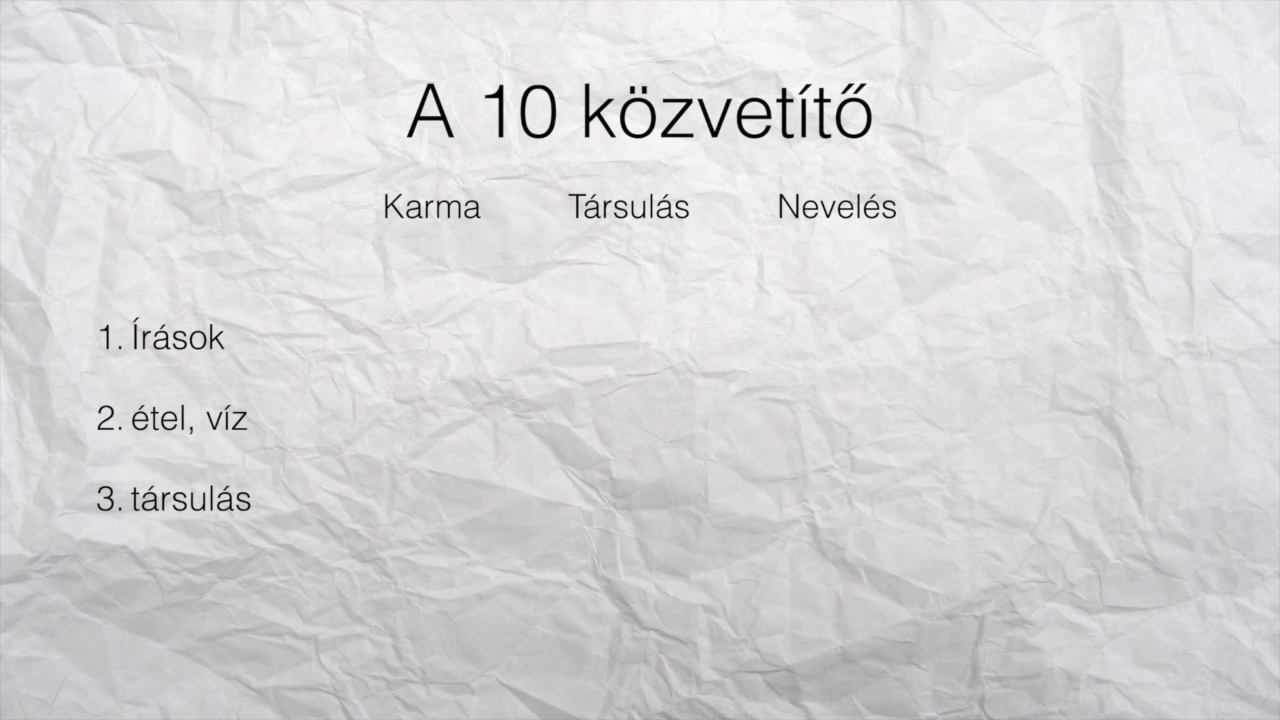 A 10 közvetítő
Karma Társulás Nevelés
1. Írások
2. étel, víz
3. társulás